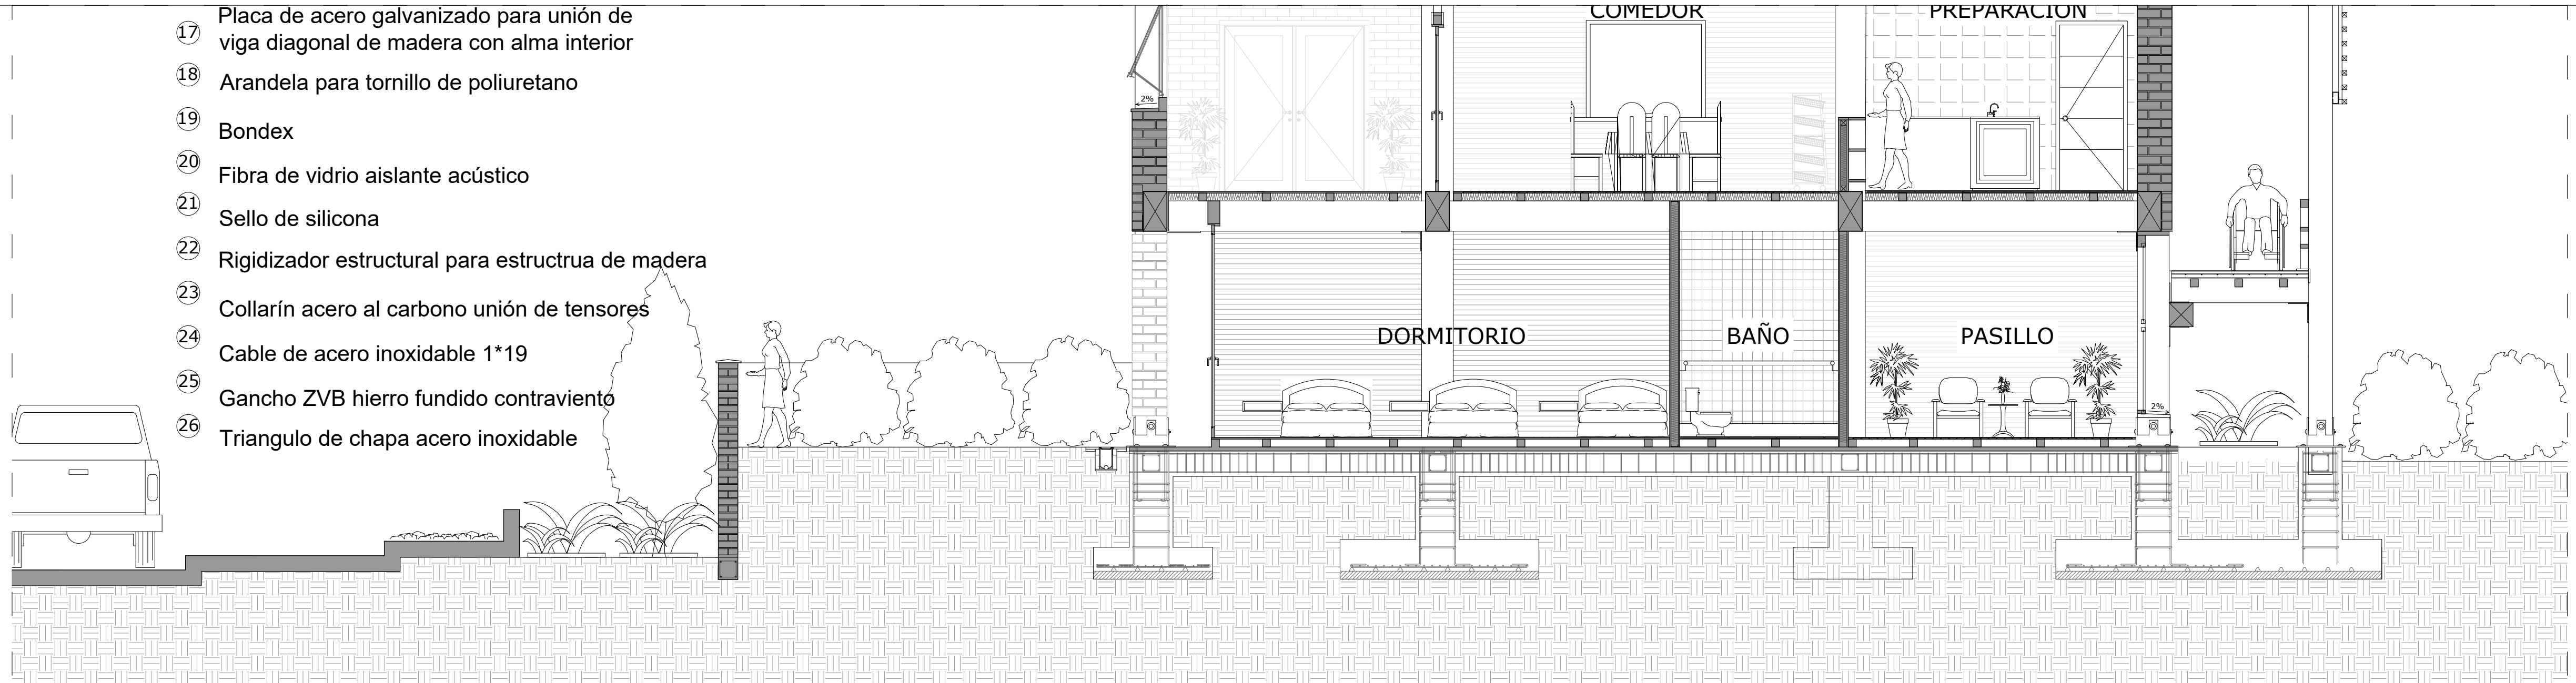 17 Placa de acero galvanizado para unión de
viga diagonal de madera con alma interior
18 Arandela para tornillo de poliuretano
19 Bondex
20 Fibra de vidrio aislante acústico
21 Sello de silicona
22 Rigidizador estructural para estructrua de madera
23 Collarín acero al carbono unión de tensores
24 Cable de acero inoxidable 1*19
25 Gancho ZVB hierro fundido contraviento
26 Triangulo de chapa acero inoxidable
COMEDOR
PREPARACIÓN
2%
DORMITORIO
BAÑO
PASILLO
2%